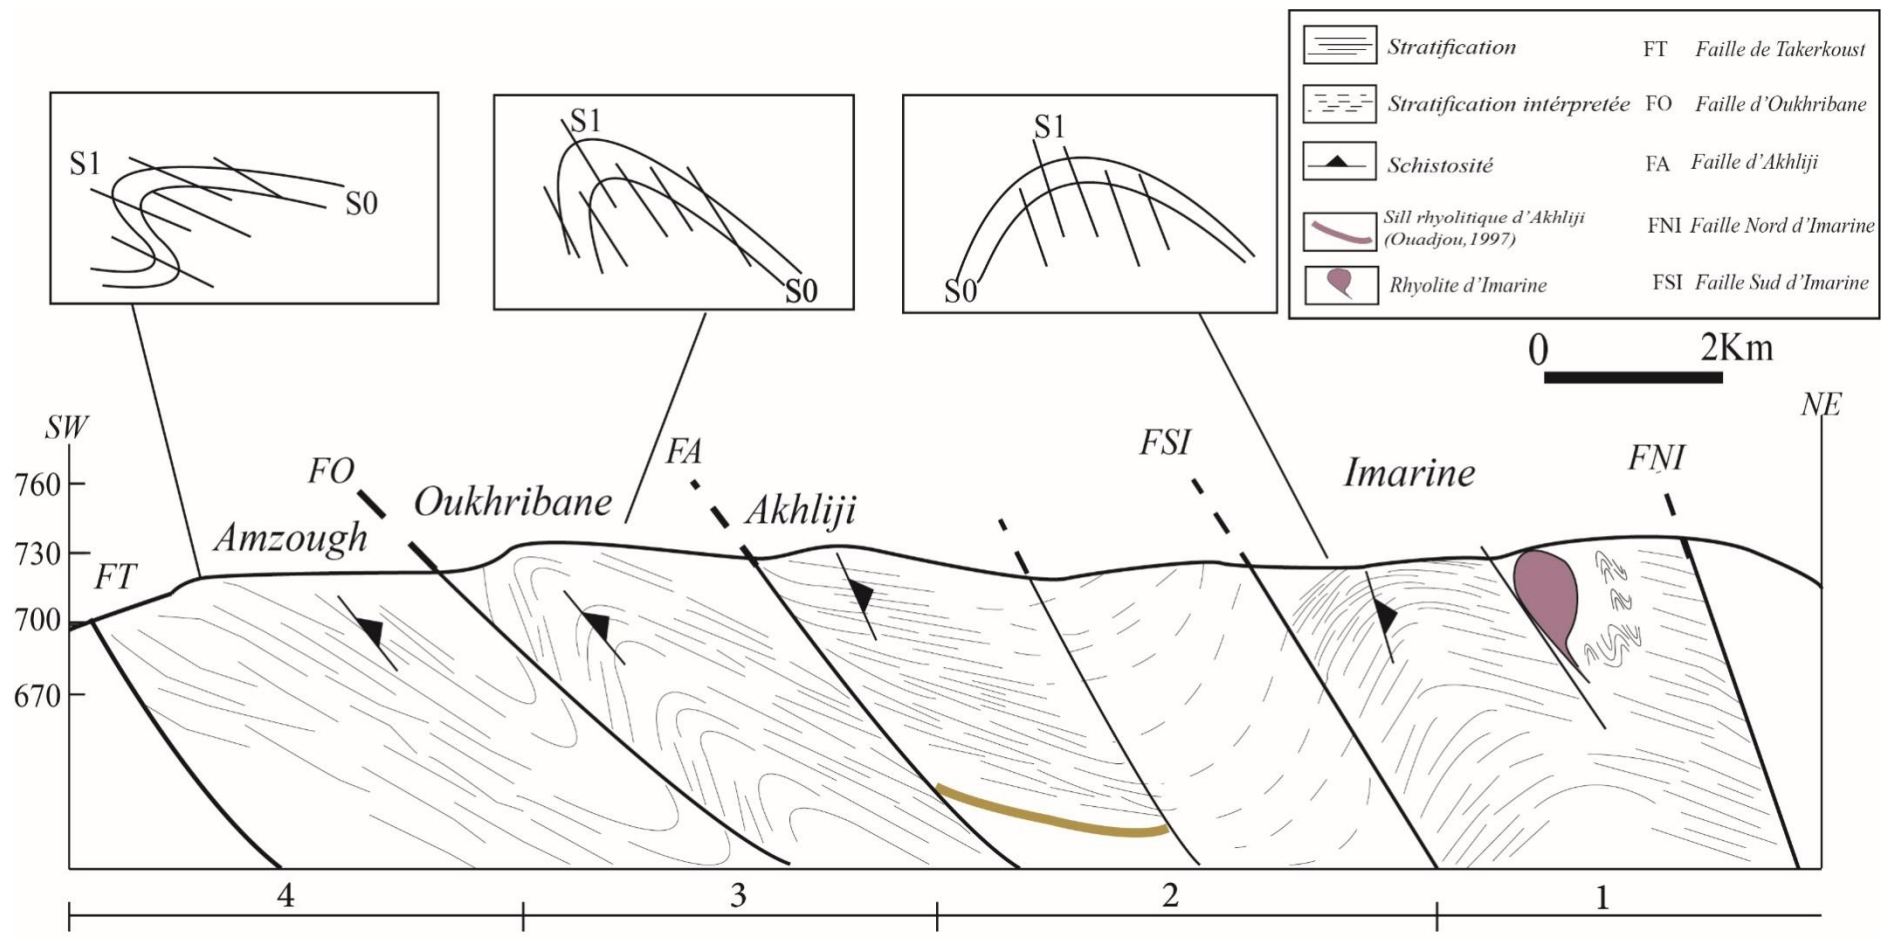 Stratification
FT Faille de Takerkoust
Stratification intérpretée
FO Faille d'Oukhribane
Schistosité
FA Faille d'Akhliji
Sill rhyolitique d'Akhliji
(Ouadjou,1997)
FNI Faille Nord d'Imarine
Rhyolite d'Imarine
FSI Faille Sud d'Imarine
S1
S0
S1
S0
S1
S0
0 2Km
SW
NE
760
730
700
670
FT
Amzough
FO
Oukhribane
FA
Akhliji
FSI
Imarine
FNI
4
3
2
1